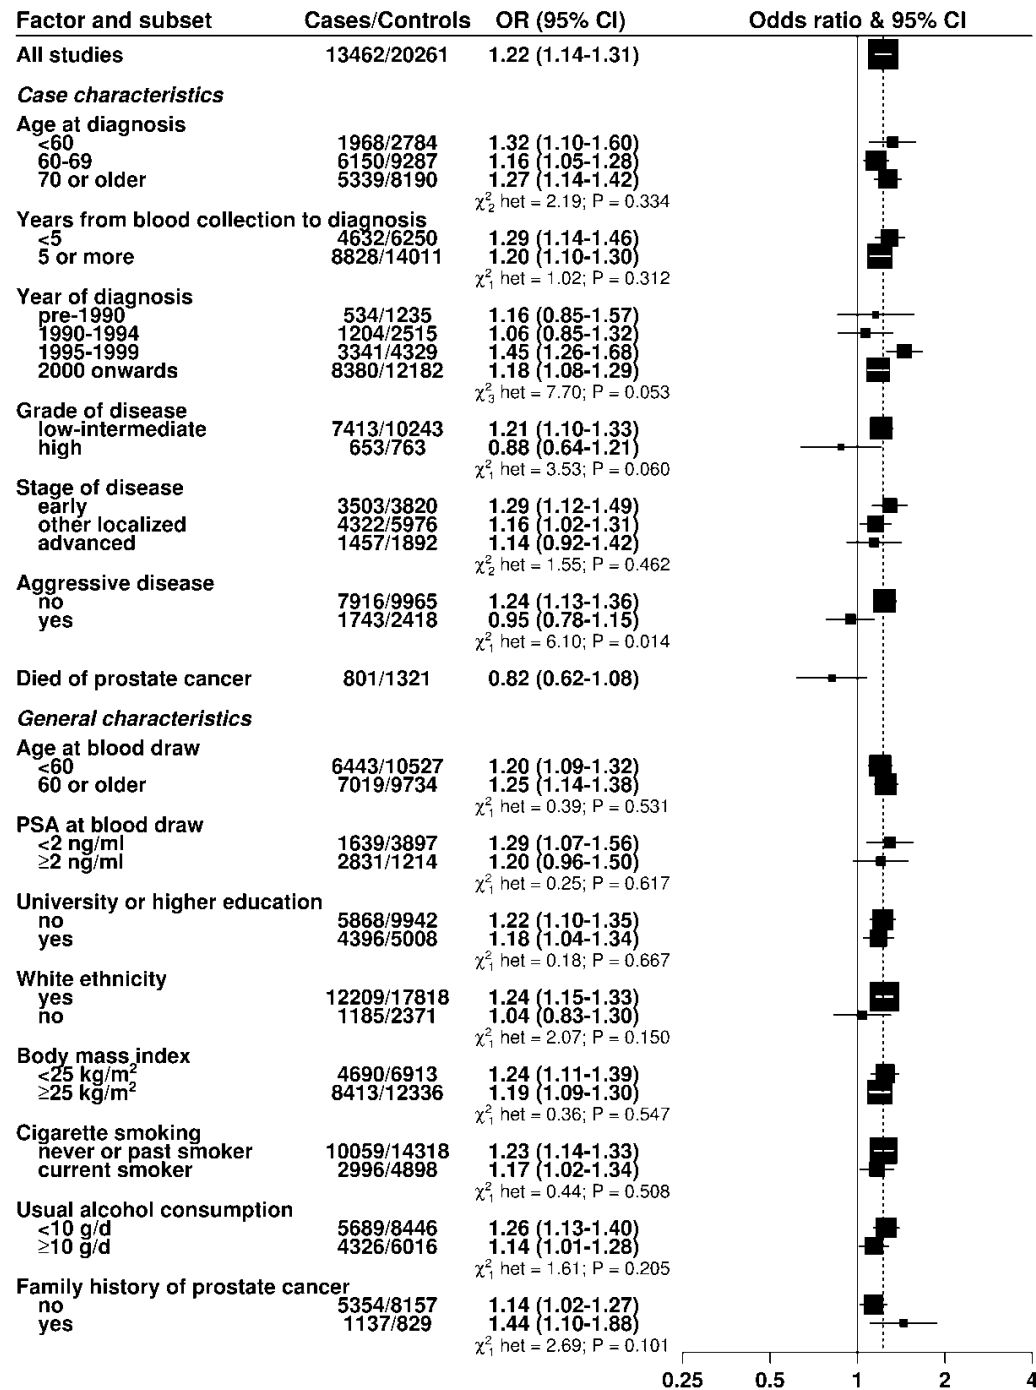 Factor and subset Cases/Controls OR (95% CI) Odds ratio & 95% CI
All studies 13462/20261 1.22 (1.14-1.31)
Case characteristics
Age at diagnosis
<60 1968/2784 1.32 (1.10-1.60)
60-69 6150/9287 1.16 (1.05-1.28)
70 or older 5339/8190 1.27 (1.14-1.42)
χ²₂ het = 2.19; P = 0.334
Years from blood collection to diagnosis
<5 4632/6250 1.29 (1.14-1.46)
5 or more 8828/14011 1.20 (1.10-1.30)
χ²₁ het = 1.02; P = 0.312
Year of diagnosis
pre-1990 534/1235 1.16 (0.85-1.57)
1990-1994 1204/2515 1.06 (0.85-1.32)
1995-1999 3341/4329 1.45 (1.26-1.68)
2000 onwards 8380/12182 1.18 (1.08-1.29)
χ²₃ het = 7.70; P = 0.053
Grade of disease
low-intermediate 7413/10243 1.21 (1.10-1.33)
high 653/763 0.88 (0.64-1.21)
χ²₁ het = 3.53; P = 0.060
Stage of disease
early 3503/3820 1.29 (1.12-1.49)
other localized 4322/5976 1.16 (1.02-1.31)
advanced 1457/1892 1.14 (0.92-1.42)
χ²₂ het = 1.55; P = 0.462
Aggressive disease
no 7916/9965 1.24 (1.13-1.36)
yes 1743/2418 0.95 (0.78-1.15)
χ²₁ het = 6.10; P = 0.014
Died of prostate cancer 801/1321 0.82 (0.62-1.08)
General characteristics
Age at blood draw
<60 6443/10527 1.20 (1.09-1.32)
60 or older 7019/9734 1.25 (1.14-1.38)
χ²₁ het = 0.39; P = 0.531
PSA at blood draw
<2 ng/ml 1639/3897 1.29 (1.07-1.56)
≥2 ng/ml 2831/1214 1.20 (0.96-1.50)
χ²₁ het = 0.25; P = 0.617
University or higher education
no 5868/9942 1.22 (1.10-1.35)
yes 4396/5008 1.18 (1.04-1.34)
χ²₁ het = 0.18; P = 0.667
White ethnicity
yes 12209/17818 1.24 (1.15-1.33)
no 1185/2371 1.04 (0.83-1.30)
χ²₁ het = 2.07; P = 0.150
Body mass index
<25 kg/m² 4690/6913 1.24 (1.11-1.39)
≥25 kg/m² 8413/12336 1.19 (1.09-1.30)
χ²₁ het = 0.36; P = 0.547
Cigarette smoking
never or past smoker 10059/14318 1.23 (1.14-1.33)
current smoker 2996/4898 1.17 (1.02-1.34)
χ²₁ het = 0.44; P = 0.508
Usual alcohol consumption
<10 g/d 5689/8446 1.26 (1.13-1.40)
≥10 g/d 4326/6016 1.14 (1.01-1.28)
χ²₁ het = 1.61; P = 0.205
Family history of prostate cancer
no 5354/8157 1.14 (1.02-1.27)
yes 1137/829 1.44 (1.10-1.88)
χ²₁ het = 2.69; P = 0.101
0.25 0.5 1 2 4